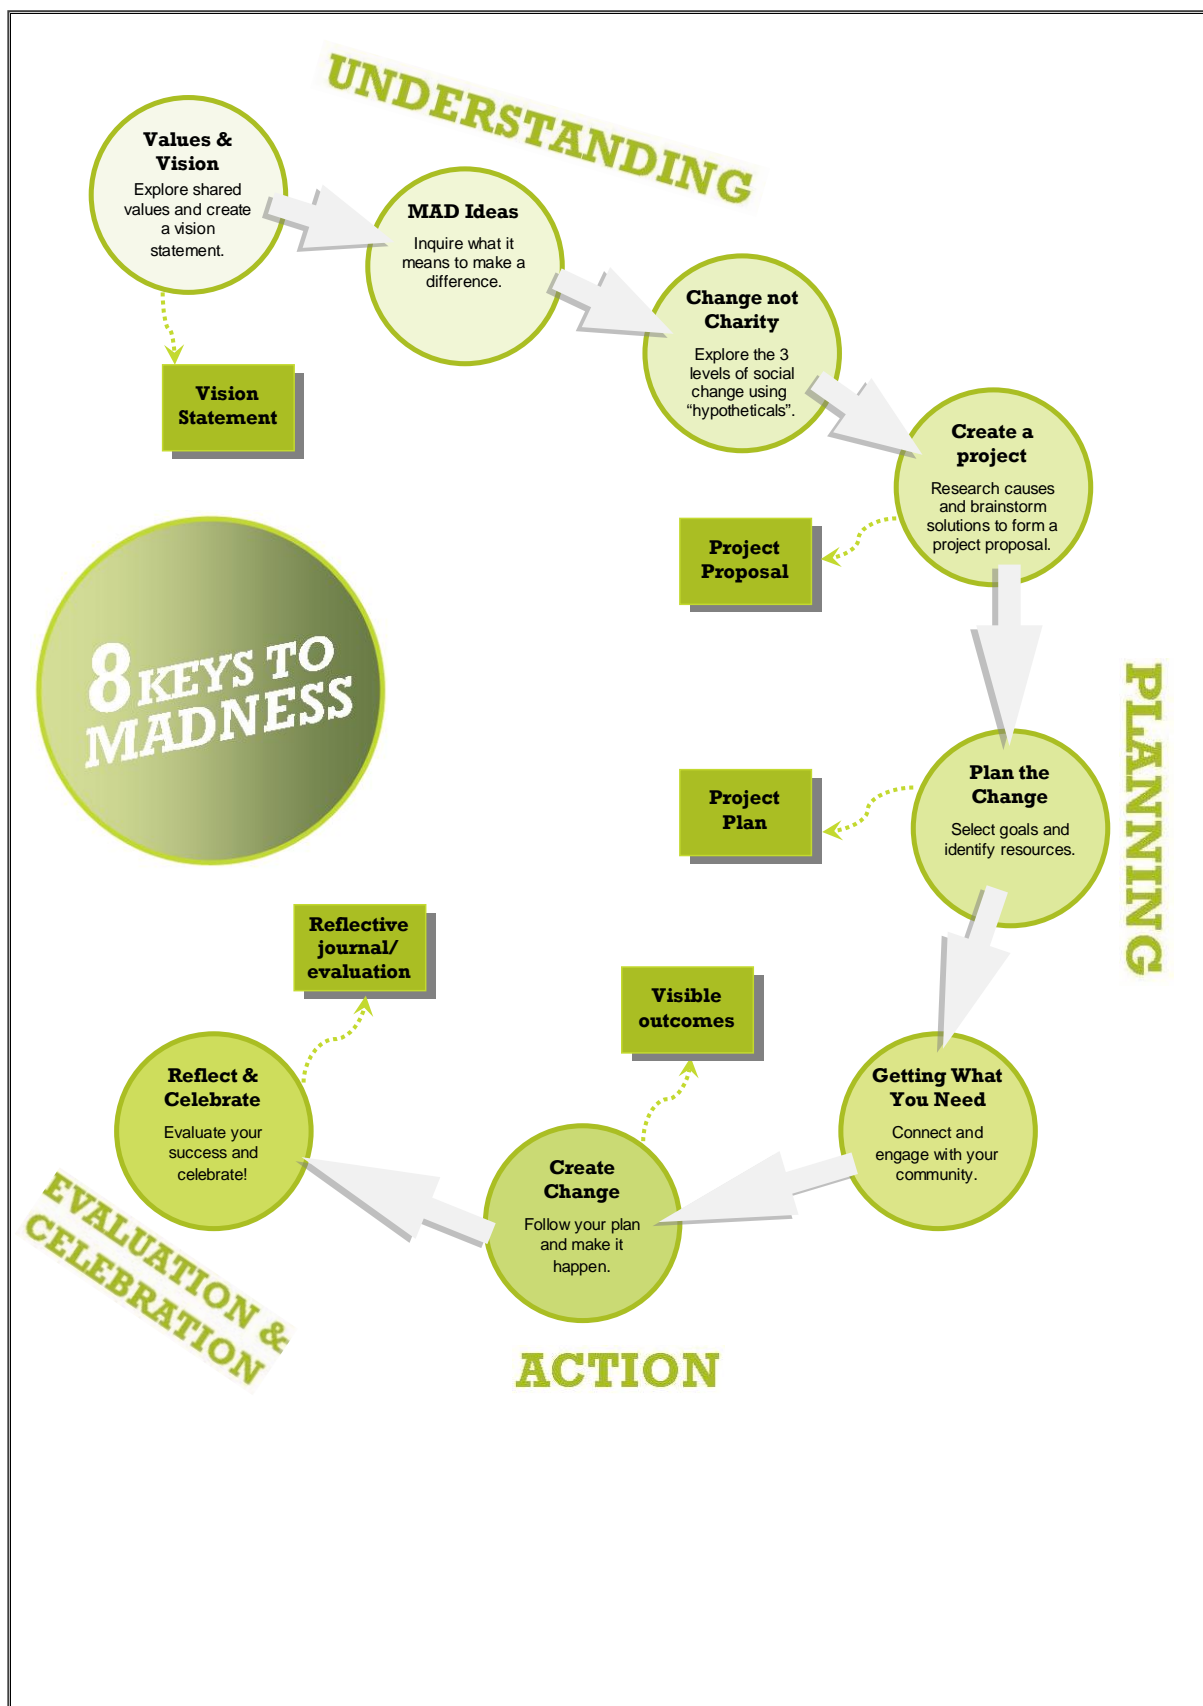 UNDERSTANDING
Values &
Vision
Explore shared
values and create
a vision
statement.
MAD Ideas
Inquire what it
means to make a
difference.
Change not
Charity
Explore the 3
levels of social
change using
“hypotheticals”.
Vision
Statement
Create a
project
Research causes
and brainstorm
solutions to form a
project proposal.
Project
Proposal
8 KEYS TO
MADNESS
PLANNING
Plan the
Change
Select goals and
identify resources.
Project
Plan
Getting What
You Need
Connect and
engage with your
community.
Visible
outcomes
Create
Change
Follow your plan
and make it
happen.
ACTION
Reflective
journal/
evaluation
Reflect &
Celebrate
Evaluate your
success and
celebrate!
EVALUATION &
CELEBRATION